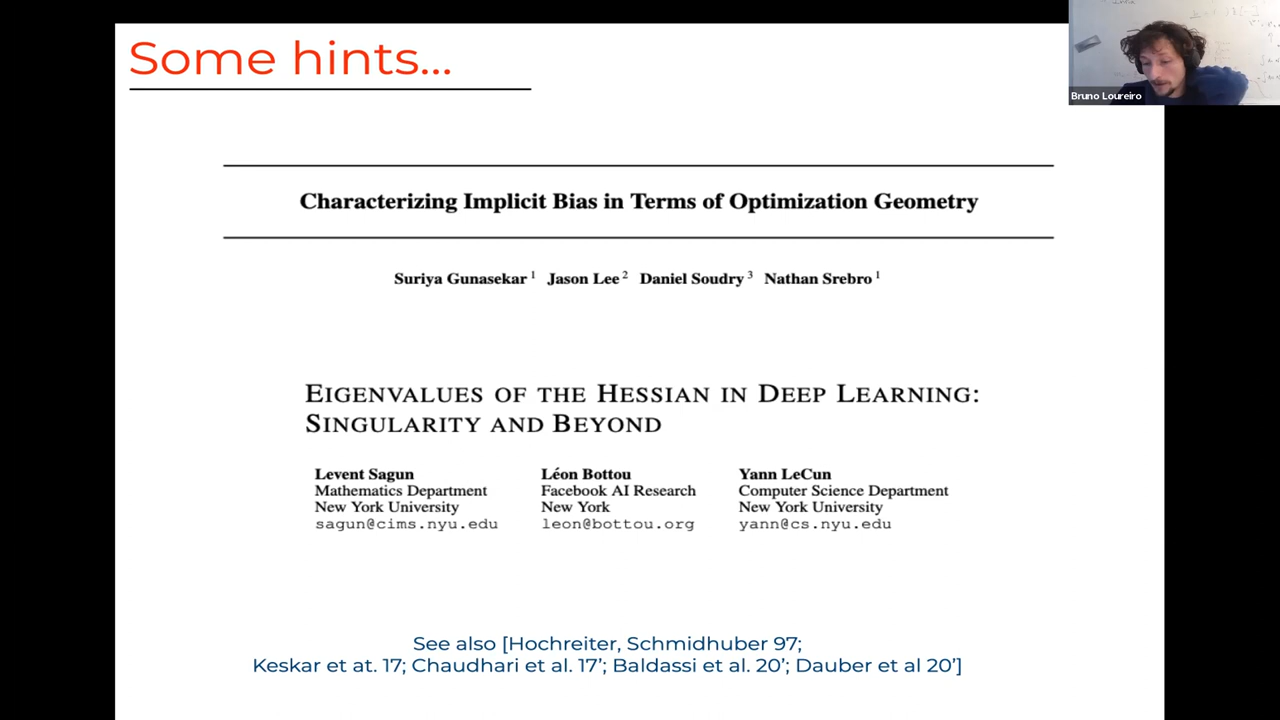 Some hints...
Bruno Loureiro
Characterizing Implicit Bias in Terms of Optimization Geometry
Suriya Gunasekar 1 Jason Lee 2 Daniel Soudry 3 Nathan Srebro 1
EIGENVALUES OF THE HESSIAN IN DEEP LEARNING:
SINGULARITY AND BEYOND
Levent Sagun
Mathematics Department
New York University
sagun@cims.nyu.edu
Léon Bottou
Facebook AI Research
New York
leon@bottou.org
Yann LeCun
Computer Science Department
New York University
yann@cs.nyu.edu
See also [Hochreiter, Schmidhuber 97;
Keskar et at. 17; Chaudhari et al. 17’; Baldassi et al. 20’; Dauber et al 20’]